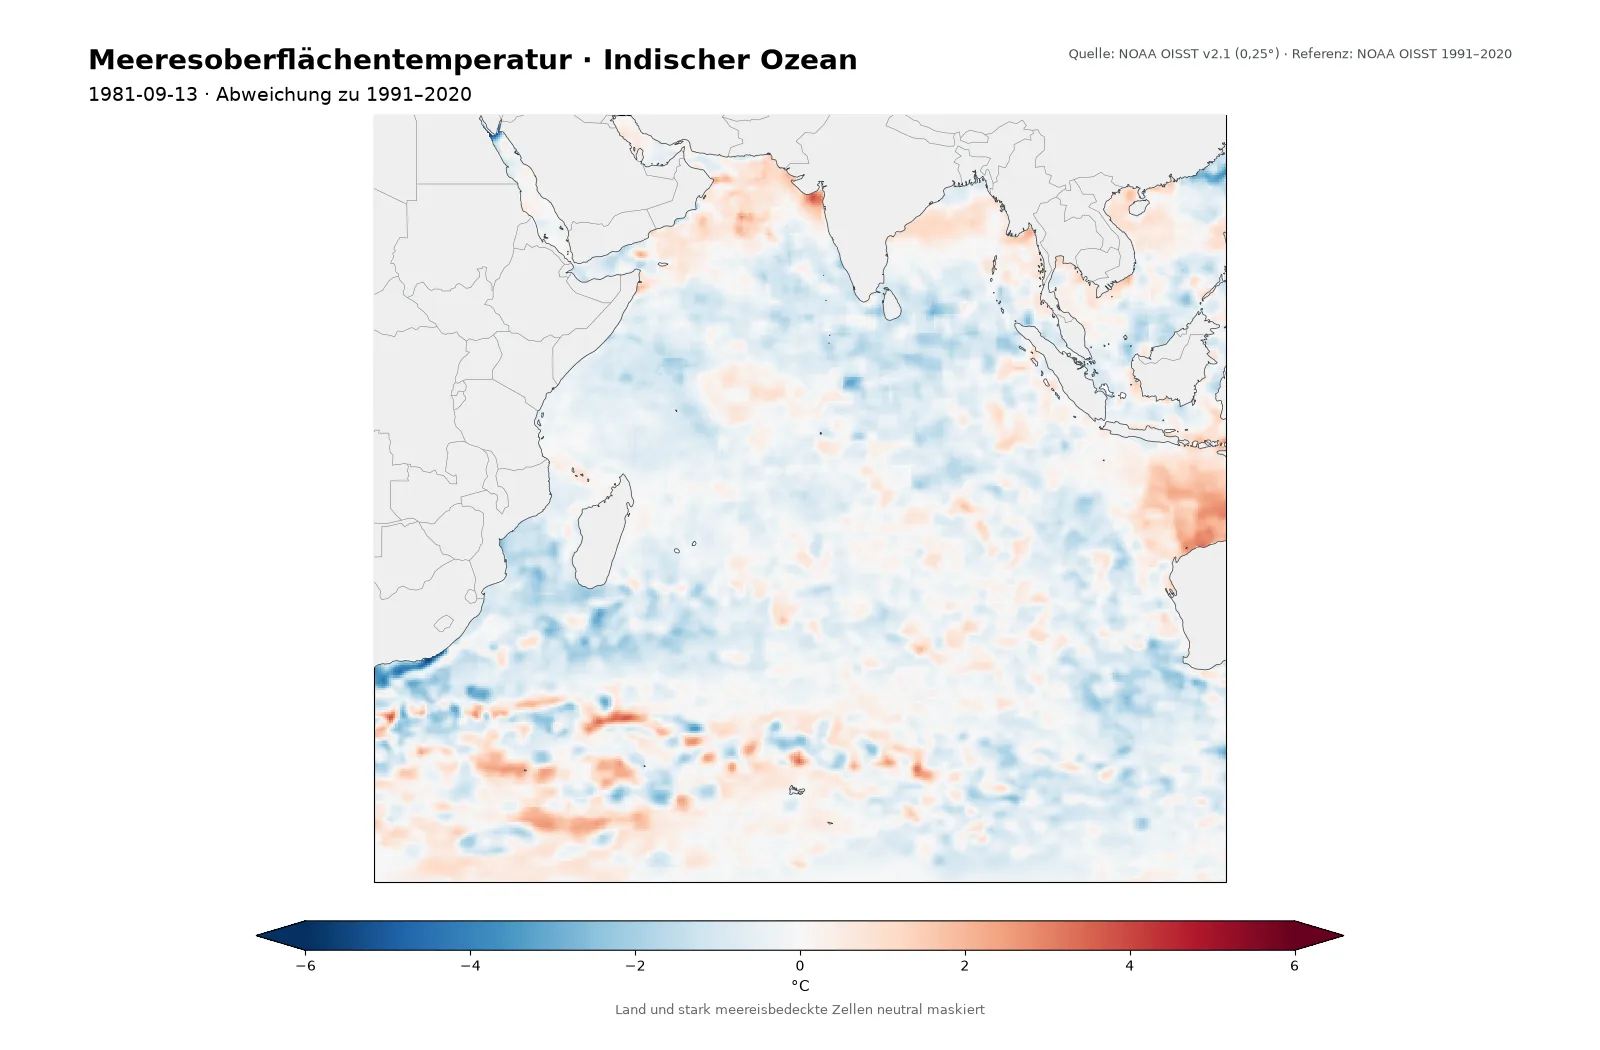 Meeresoberflächentemperatur · Indischer Ozean
Quelle: NOAA OISST v2.1 (0,25°) · Referenz: NOAA OISST 1991–2020
1981-09-13 · Abweichung zu 1991–2020
−6 −4 −2 0 2 4 6
°C
Land und stark meereisbedeckte Zellen neutral maskiert